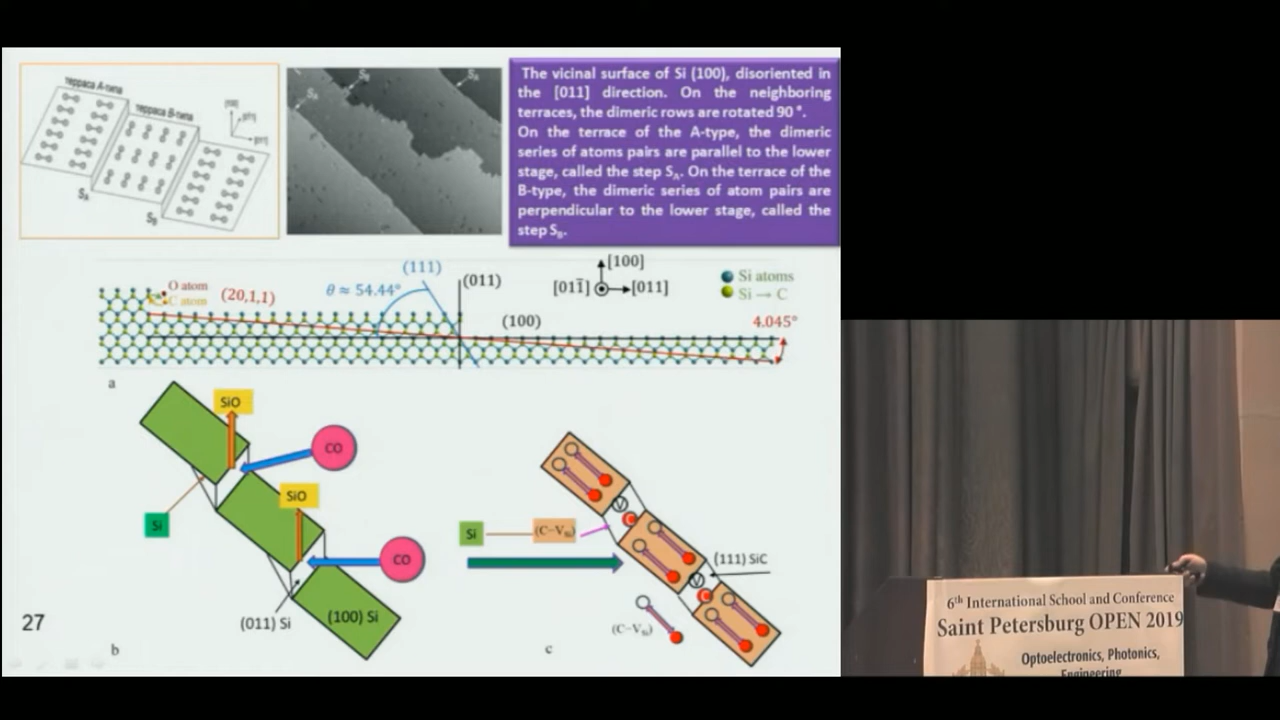 терраса А-типа
терраса В-типа
[100]
[011]
S_A
S_B
S_B
S_B
S_A
The vicinal surface of Si (100), disoriented in
the [011] direction. On the neighboring
terraces, the dimeric rows are rotated 90 °.
On the terrace of the A-type, the dimeric
series of atoms pairs are parallel to the lower
stage, called the step S_A. On the terrace of the
B-type, the dimeric series of atom pairs are
perpendicular to the lower stage, called the
step S_B.
O atom
C atom
(20,1,1)
θ ≈ 54.44°
(111)
(011)
(100)
[100]
[011̄]
[011]
Si atoms
Si → C
4.045°
a
SiO
CO
SiO
Si
CO
(011) Si
(100) Si
27
b
Si
(C−V_Si)
V
C
V
C
(111) SiC
(C−V_Si)
c
6th International School and Conference
Saint Petersburg OPEN 2019
Optoelectronics, Photonics,
Engineering